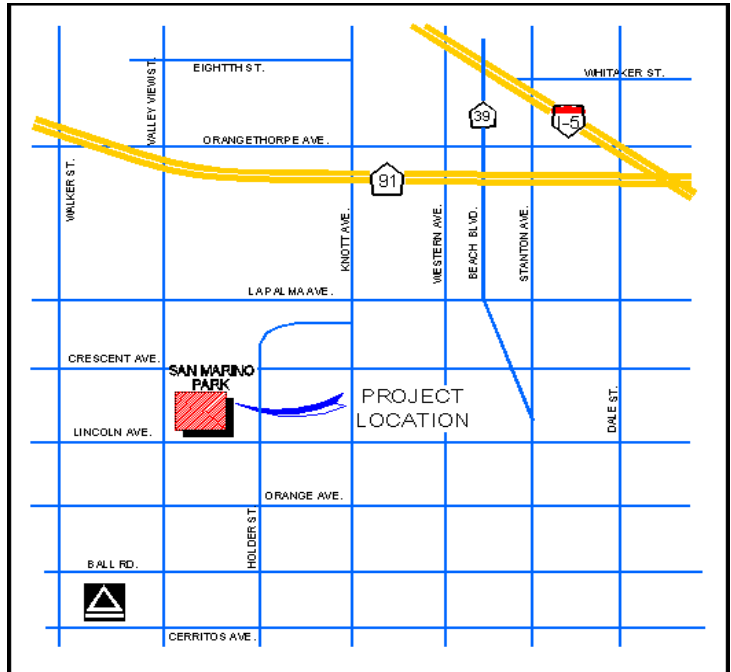 EIGHTTH ST.
WHITAKER ST.
VALLEY VIEW ST.
39
I-5
ORANGETHORPE AVE.
91
WALKER ST.
KNOTT AVE.
WESTERN AVE.
BEACH BLVD.
STANTON AVE.
LA PALMA AVE.
CRESCENT AVE.
SAN MARINO
PARK
PROJECT
LOCATION
DALE ST.
LINCOLN AVE.
ORANGE AVE.
HOLDER ST.
BALL RD.
CERRITOS AVE.